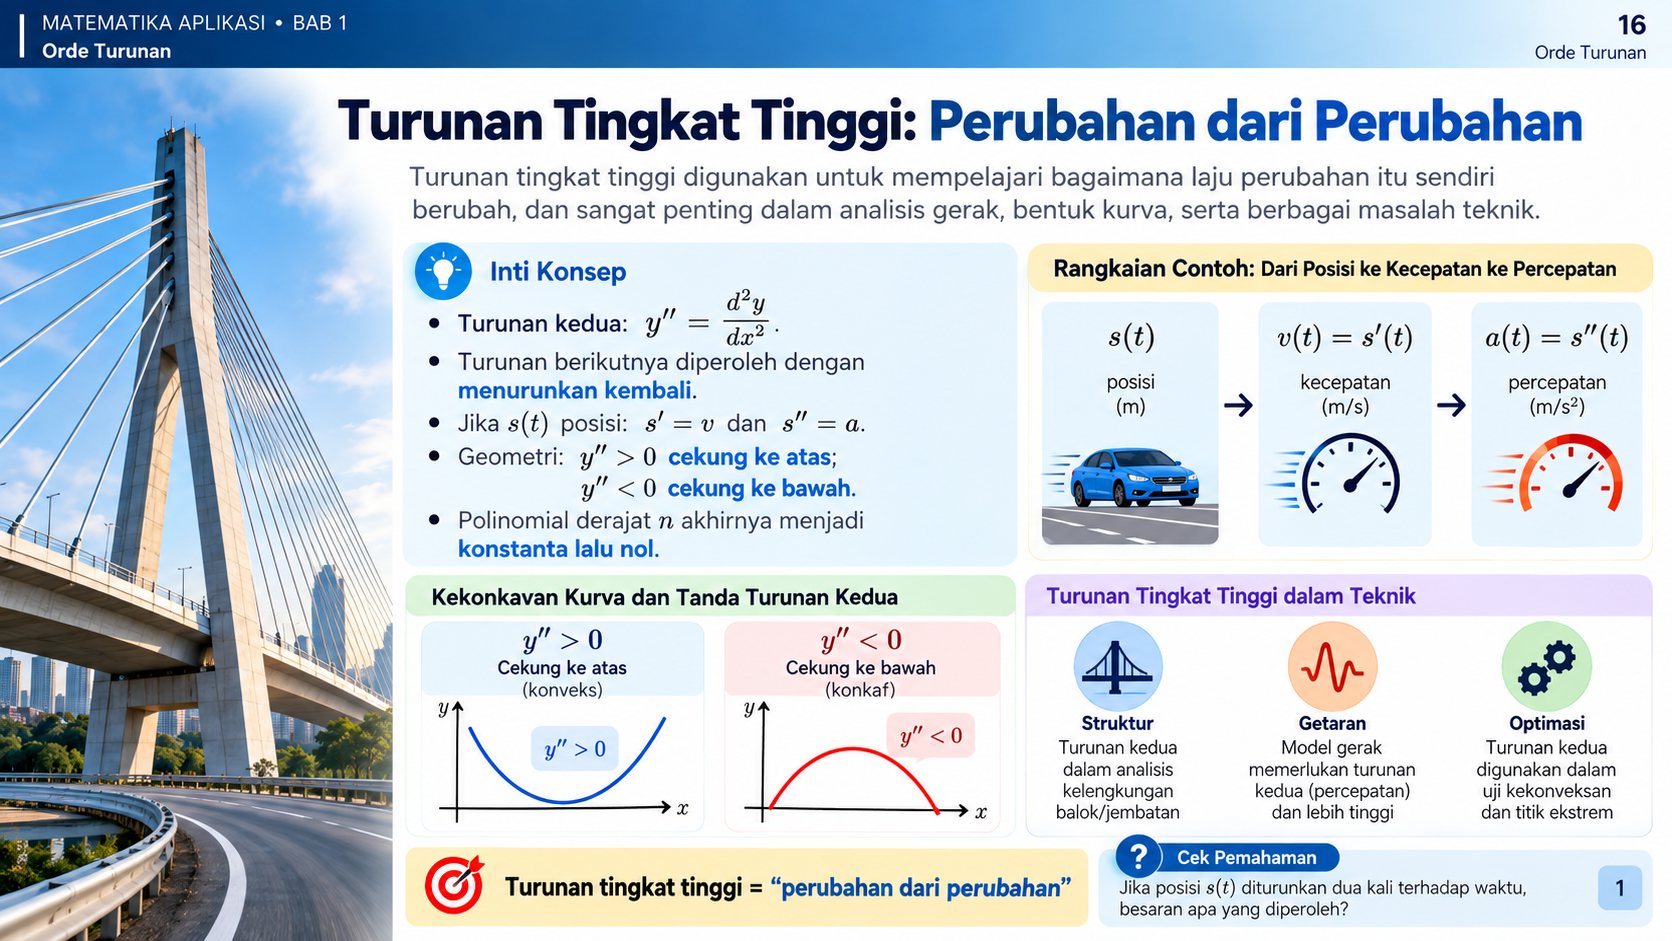 MATEMATIKA APLIKASI • BAB 1
Orde Turunan
16
Orde Turunan
Turunan Tingkat Tinggi: Perubahan dari Perubahan
Turunan tingkat tinggi digunakan untuk mempelajari bagaimana laju perubahan itu sendiri
berubah, dan sangat penting dalam analisis gerak, bentuk kurva, serta berbagai masalah teknik.
Inti Konsep
• Turunan kedua: y′′ = d²y/dx².
• Turunan berikutnya diperoleh dengan
menurunkan kembali.
• Jika s(t) posisi: s′ = v dan s′′ = a.
• Geometri: y′′ > 0 cekung ke atas;
y′′ < 0 cekung ke bawah.
• Polinomial derajat n akhirnya menjadi
konstanta lalu nol.
Rangkaian Contoh: Dari Posisi ke Kecepatan ke Percepatan
s(t)
posisi
(m)
v(t) = s′(t)
kecepatan
(m/s)
a(t) = s′′(t)
percepatan
(m/s²)
Kekonkavan Kurva dan Tanda Turunan Kedua
y′′ > 0
Cekung ke atas
(konveks)
y
y′′ > 0
x
y′′ < 0
Cekung ke bawah
(konkaf)
y
y′′ < 0
x
Turunan Tingkat Tinggi dalam Teknik
Struktur
Turunan kedua
dalam analisis
kelengkungan
balok/jembatan
Getaran
Model gerak
memerlukan turunan
kedua (percepatan)
dan lebih tinggi
Optimasi
Turunan kedua
digunakan dalam
uji kekonveksan
dan titik ekstrem
Turunan tingkat tinggi = “perubahan dari perubahan”
? Cek Pemahaman
Jika posisi s(t) diturunkan dua kali terhadap waktu,
besaran apa yang diperoleh?
1